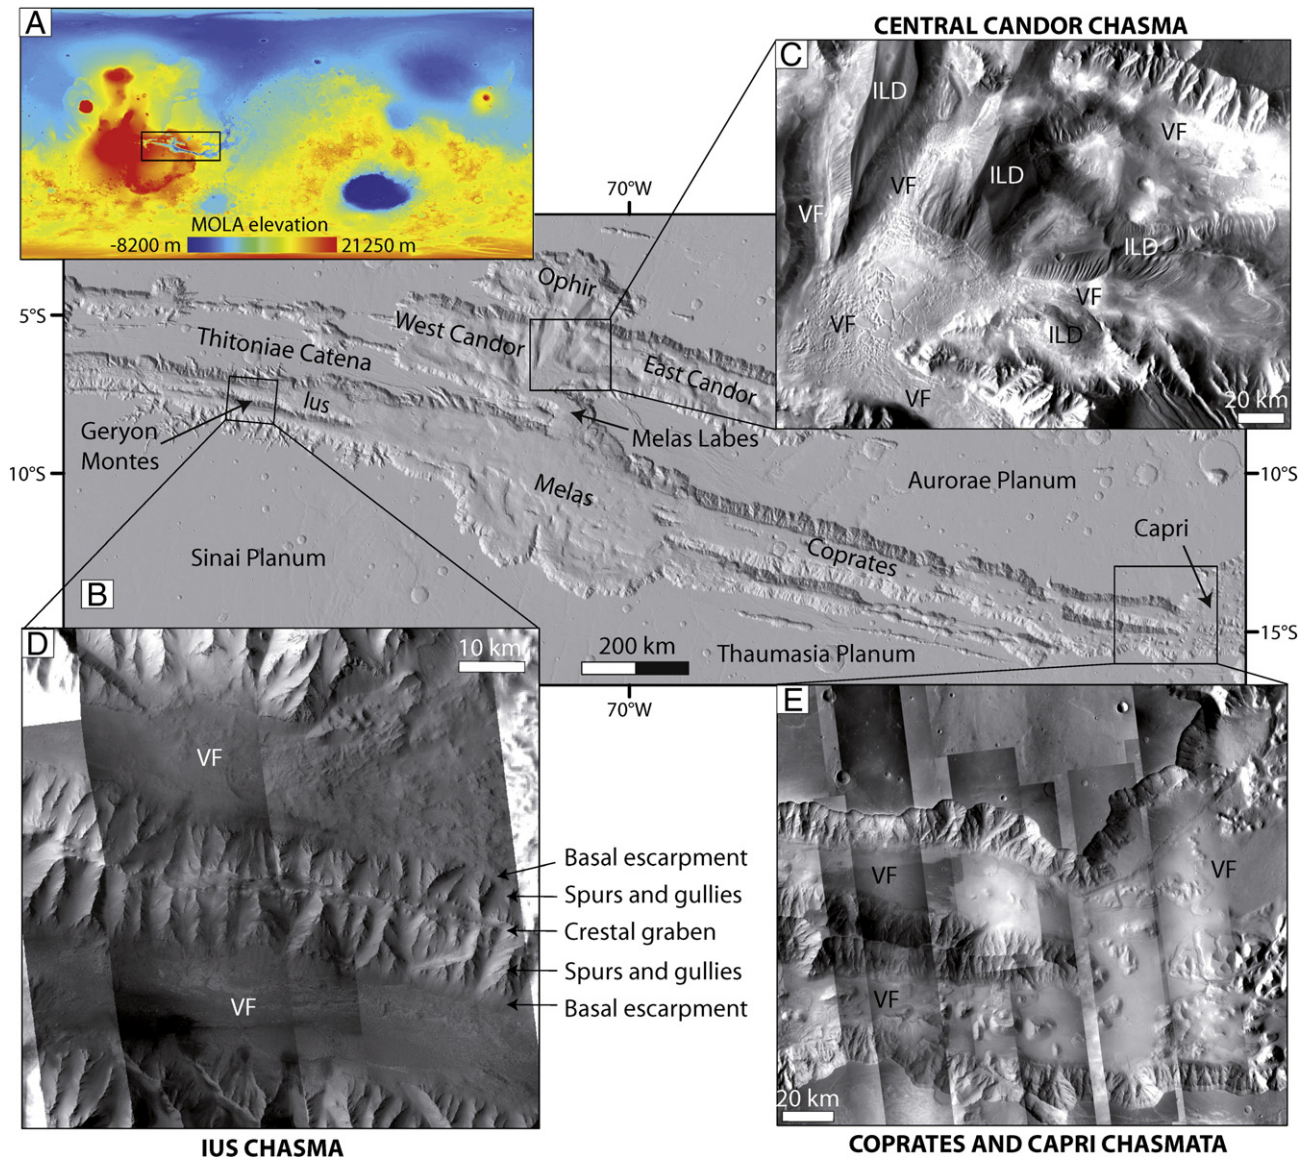 A
MOLA elevation
-8200 m
21250 m
CENTRAL CANDOR CHASMA
C
ILD
VF
VF
ILD
VF
ILD
VF
VF
ILD
VF
20 km
70°W
5°S
10°S
10°S
15°S
70°W
B
Ophir
West Candor
Thitoniae Catena
East Candor
Ius
Geryon
Montes
Melas Labes
Melas
Aurorae Planum
Capri
Sinai Planum
Coprates
200 km
Thaumasia Planum
D
10 km
VF
VF
Basal escarpment
Spurs and gullies
Crestal graben
Spurs and gullies
Basal escarpment
IUS CHASMA
E
VF
VF
VF
20 km
COPRATES AND CAPRI CHASMATA